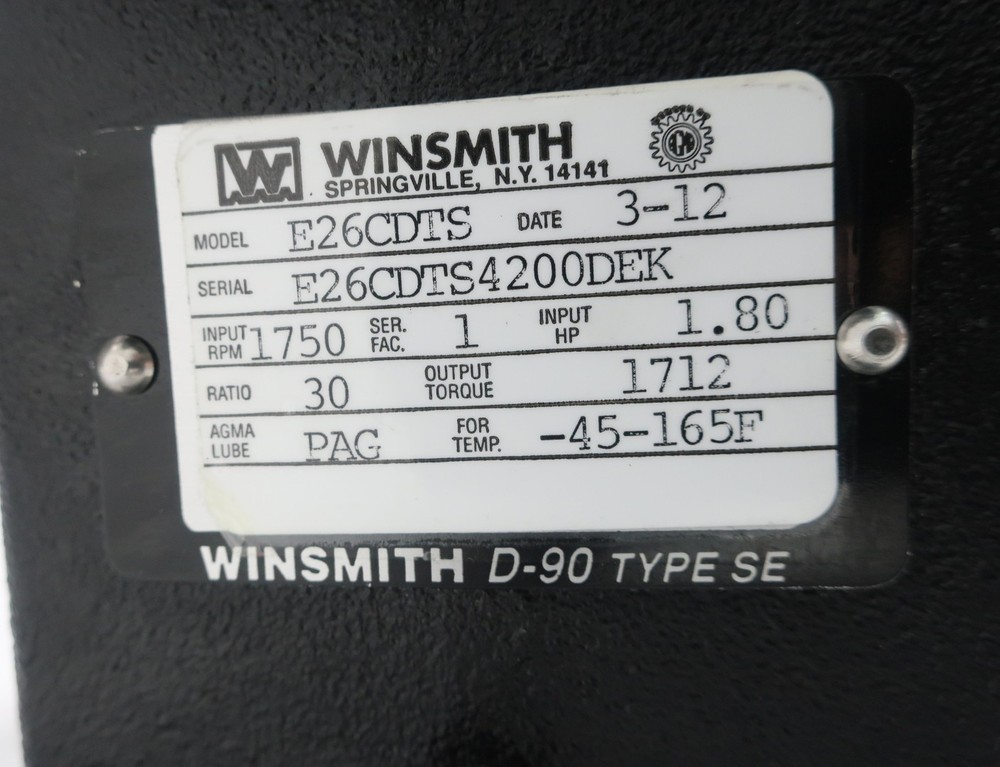 WINSMITH
SPRINGVILLE, N.Y. 14141
MODEL E26CDTS DATE 3-12
SERIAL E26CDTS4200DEK
INPUT RPM 1750 SER. FAC. 1 INPUT HP 1.80
RATIO 30 OUTPUT TORQUE 1712
AGMA LUBE PAG FOR TEMP. -45-165F
WINSMITH D-90 TYPE SE